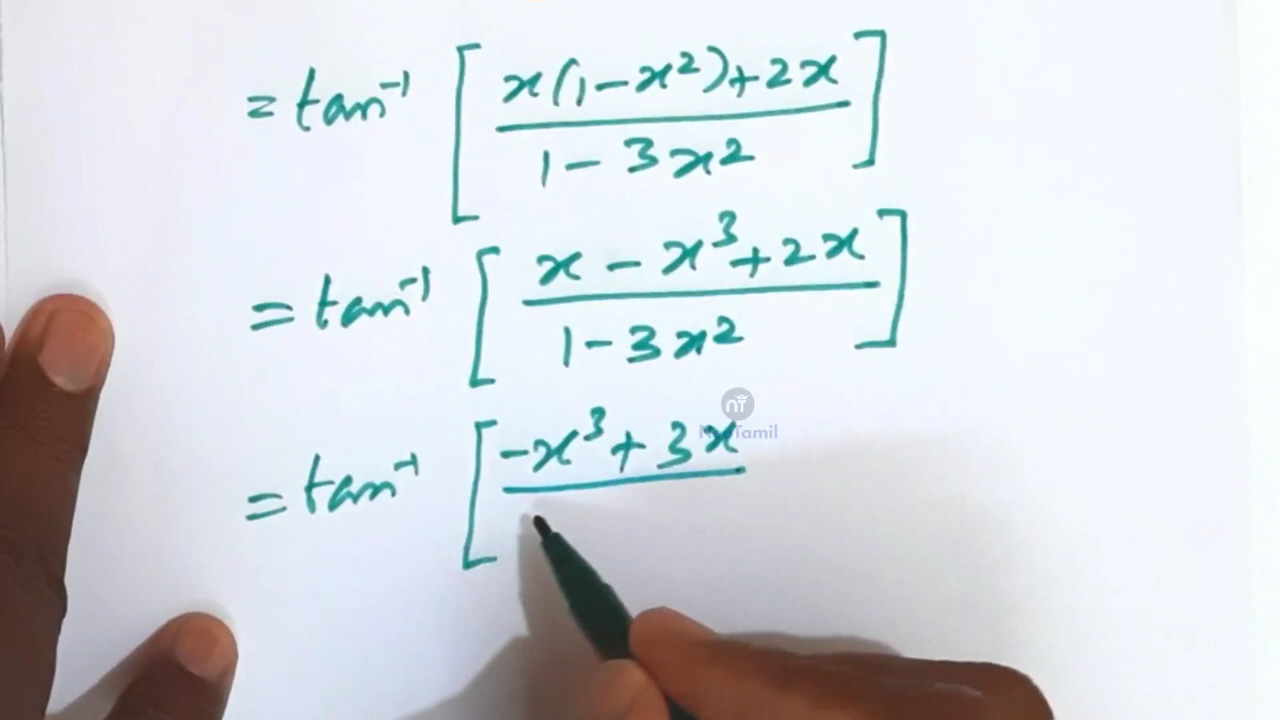 = tan⁻¹ [ x(1-x²)+2x / 1-3x² ]
= tan⁻¹ [ x-x³+2x / 1-3x² ]
= tan⁻¹ [ -x³+3x